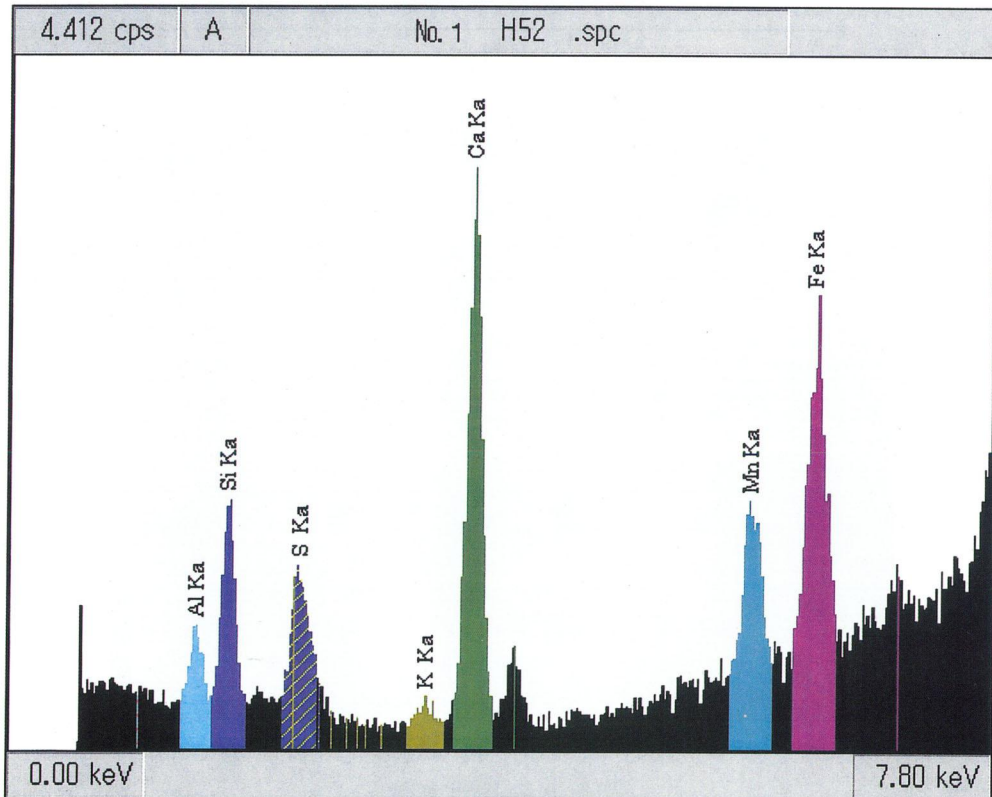 4.412 cps A No. 1 H52 .spc
Ca Ka
Fe Ka
Si Ka
Mn Ka
S Ka
Al Ka
K Ka
0.00 keV 7.80 keV